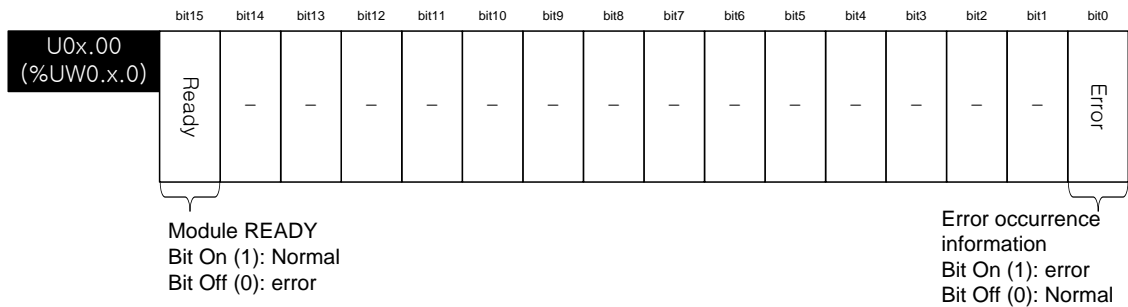 bit15 bit14 bit13 bit12 bit11 bit10 bit9 bit8 bit7 bit6 bit5 bit4 bit3 bit2 bit1 bit0
U0x.00
(%UW0.x.0)
Ready – – – – – – – – – – – – – – Error
Module READY
Bit On (1): Normal
Bit Off (0): error
Error occurrence
information
Bit On (1): error
Bit Off (0): Normal